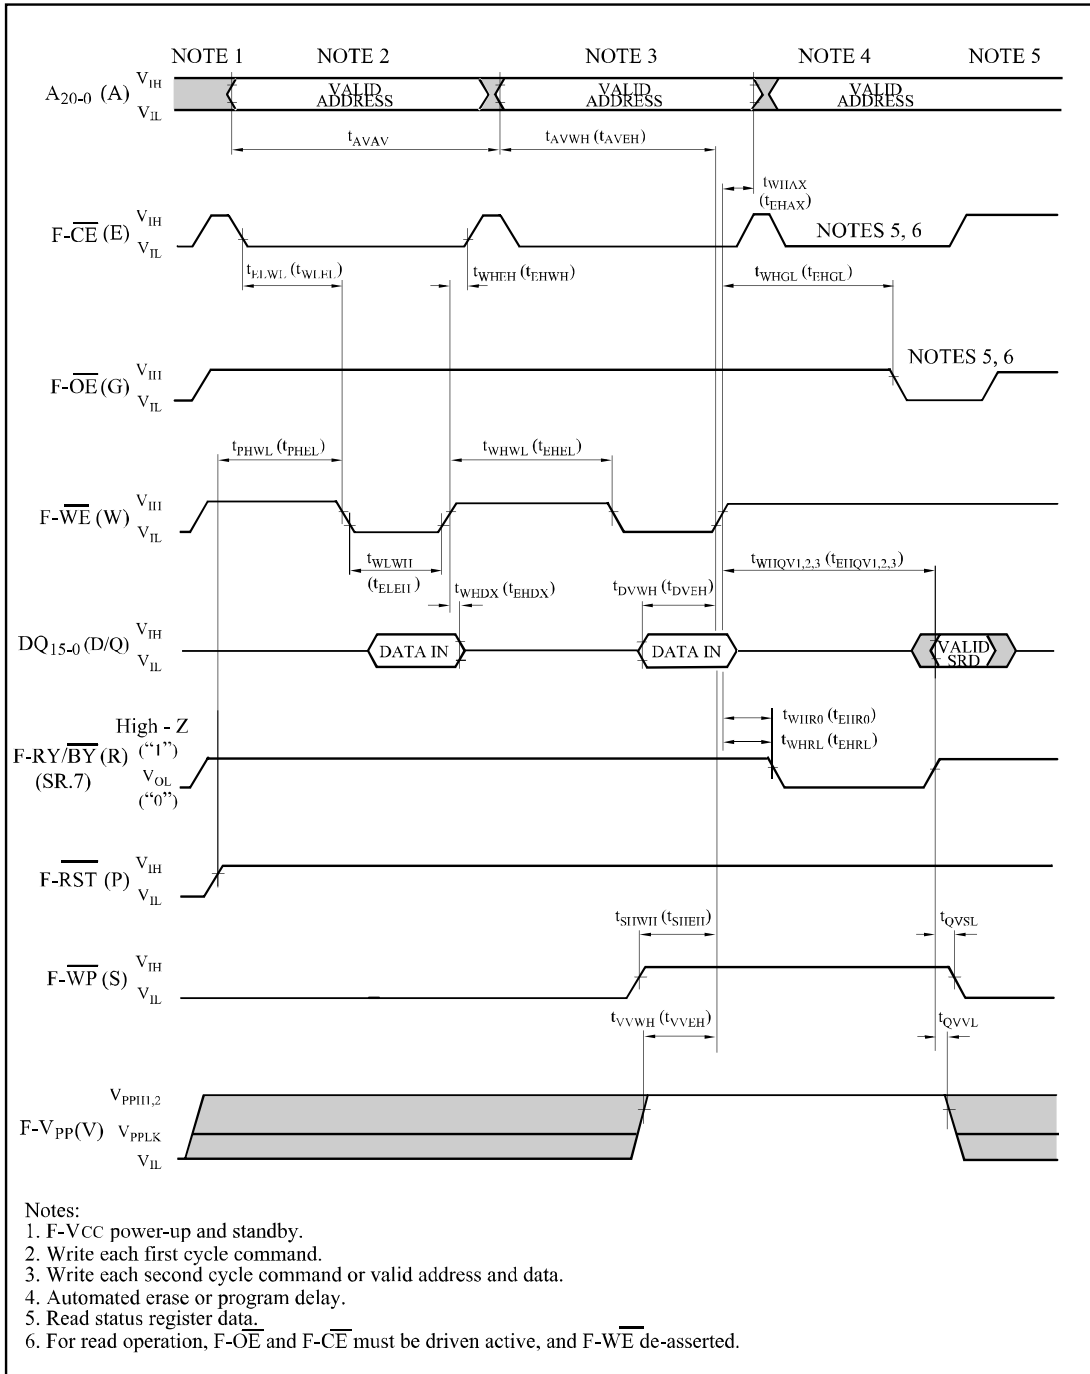 NOTE 1 NOTE 2 NOTE 3 NOTE 4 NOTE 5
A20-0 (A) VIH VIL
VALID ADDRESS VALID ADDRESS VALID ADDRESS
tAVAV tAVWH (tAVEH)
tWHAX
(tEHAX)
F-CE (E) VIH VIL
NOTES 5, 6
tELWL (tWLEL) tWHEH (tEHWH) tWHGL (tEHGL)
F-OE (G) VIH VIL
NOTES 5, 6
tPHWL (tPHEL) tWHWL (tEHEL)
F-WE (W) VIH VIL
tWLWH
(tELEH)
tWHDX (tEHDX) tDVWH (tDVEH) tWHQV1,2,3 (tEHQV1,2,3)
DQ15-0 (D/Q) VIH VIL
DATA IN DATA IN VALID SRD
tWHR0 (tEHR0)
tWHRL (tEHRL)
High - Z
("1")
F-RY/BY (R)
(SR.7)
VOL
("0")
F-RST (P) VIH VIL
tSHWH (tSHEH) tQVSL
F-WP (S) VIH VIL
tVVWH (tVVEH) tQVVL
F-VPP (V) VPPH1,2 VPPLK VIL
Notes:
1. F-VCC power-up and standby.
2. Write each first cycle command.
3. Write each second cycle command or valid address and data.
4. Automated erase or program delay.
5. Read status register data.
6. For read operation, F-OE and F-CE must be driven active, and F-WE de-asserted.